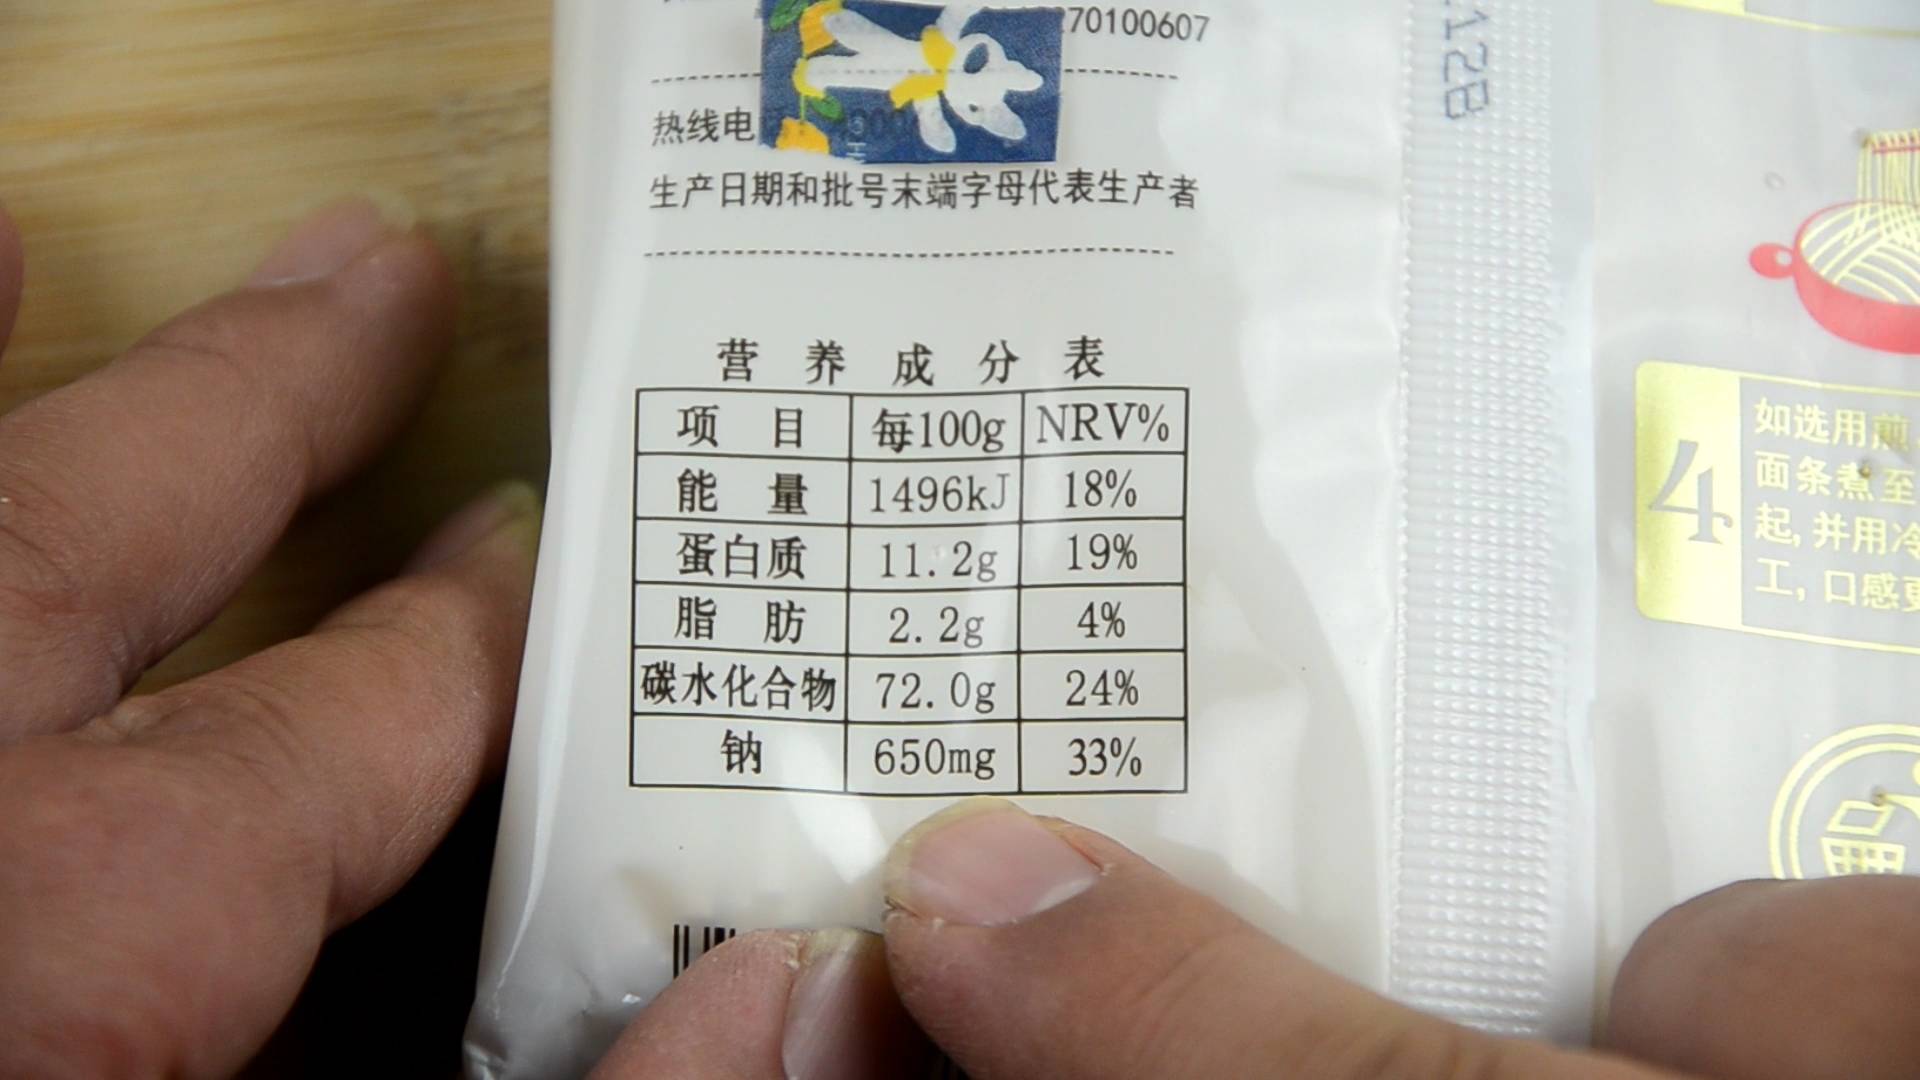 70100607
热线电
生产日期和批号末端字母代表生产者
营养成分表
项目 每100g NRV%
能量 1496kJ 18%
蛋白质 11.2g 19%
脂肪 2.2g 4%
碳水化合物 72.0g 24%
钠 650mg 33%
1128
4
如选用煎
面条煮至
起,并用冷
工,口感更